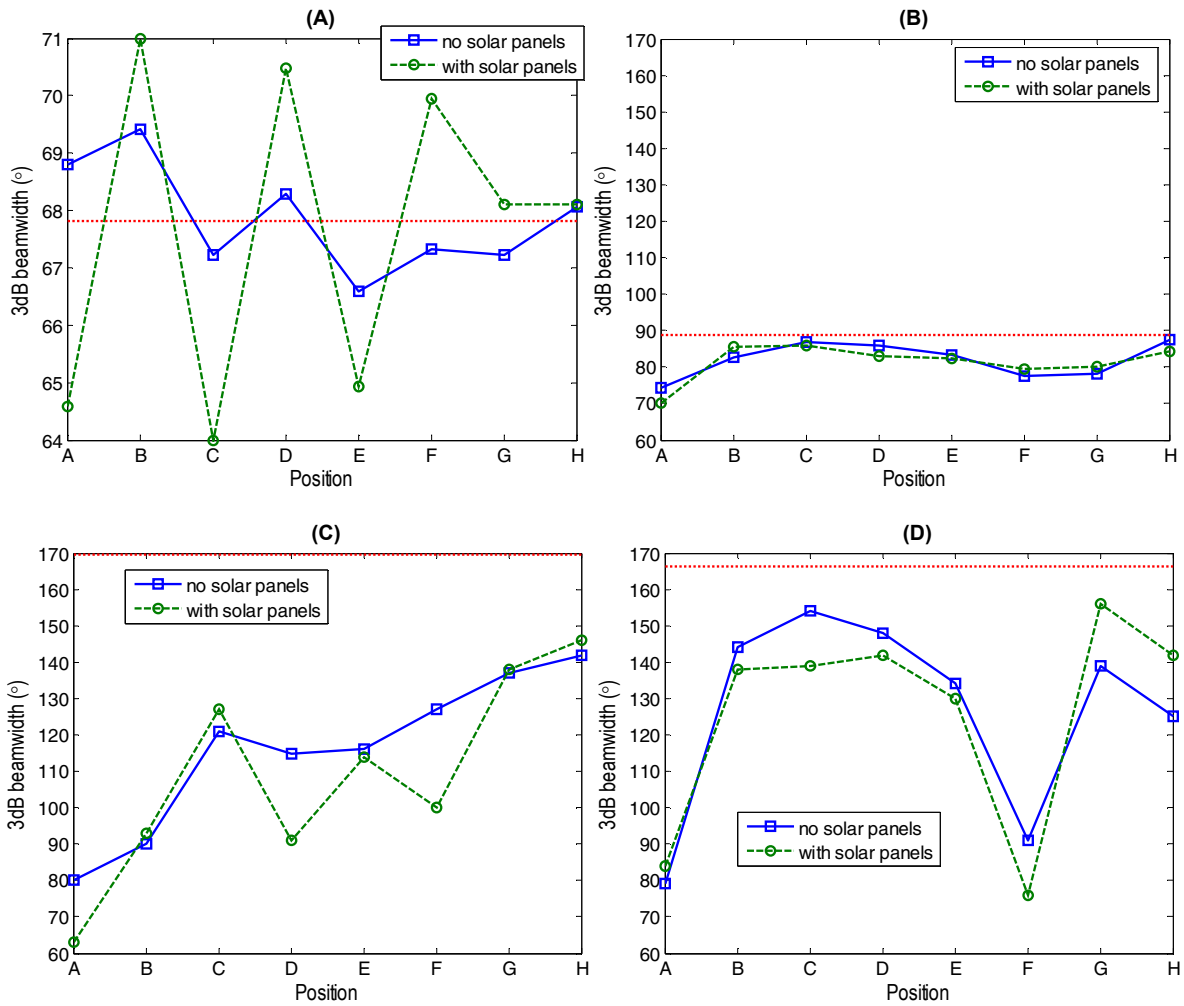 (A)
no solar panels
with solar panels
71
70
69
68
67
66
65
64
3dB beamwidth (°)
A B C D E F G H
Position
(B)
no solar panels
with solar panels
170
160
150
140
130
120
110
100
90
80
70
60
3dB beamwidth (°)
A B C D E F G H
Position
(C)
no solar panels
with solar panels
170
160
150
140
130
120
110
100
90
80
70
60
3dB beamwidth (°)
A B C D E F G H
Position
(D)
no solar panels
with solar panels
170
160
150
140
130
120
110
100
90
80
70
60
3dB beamwidth (°)
A B C D E F G H
Position